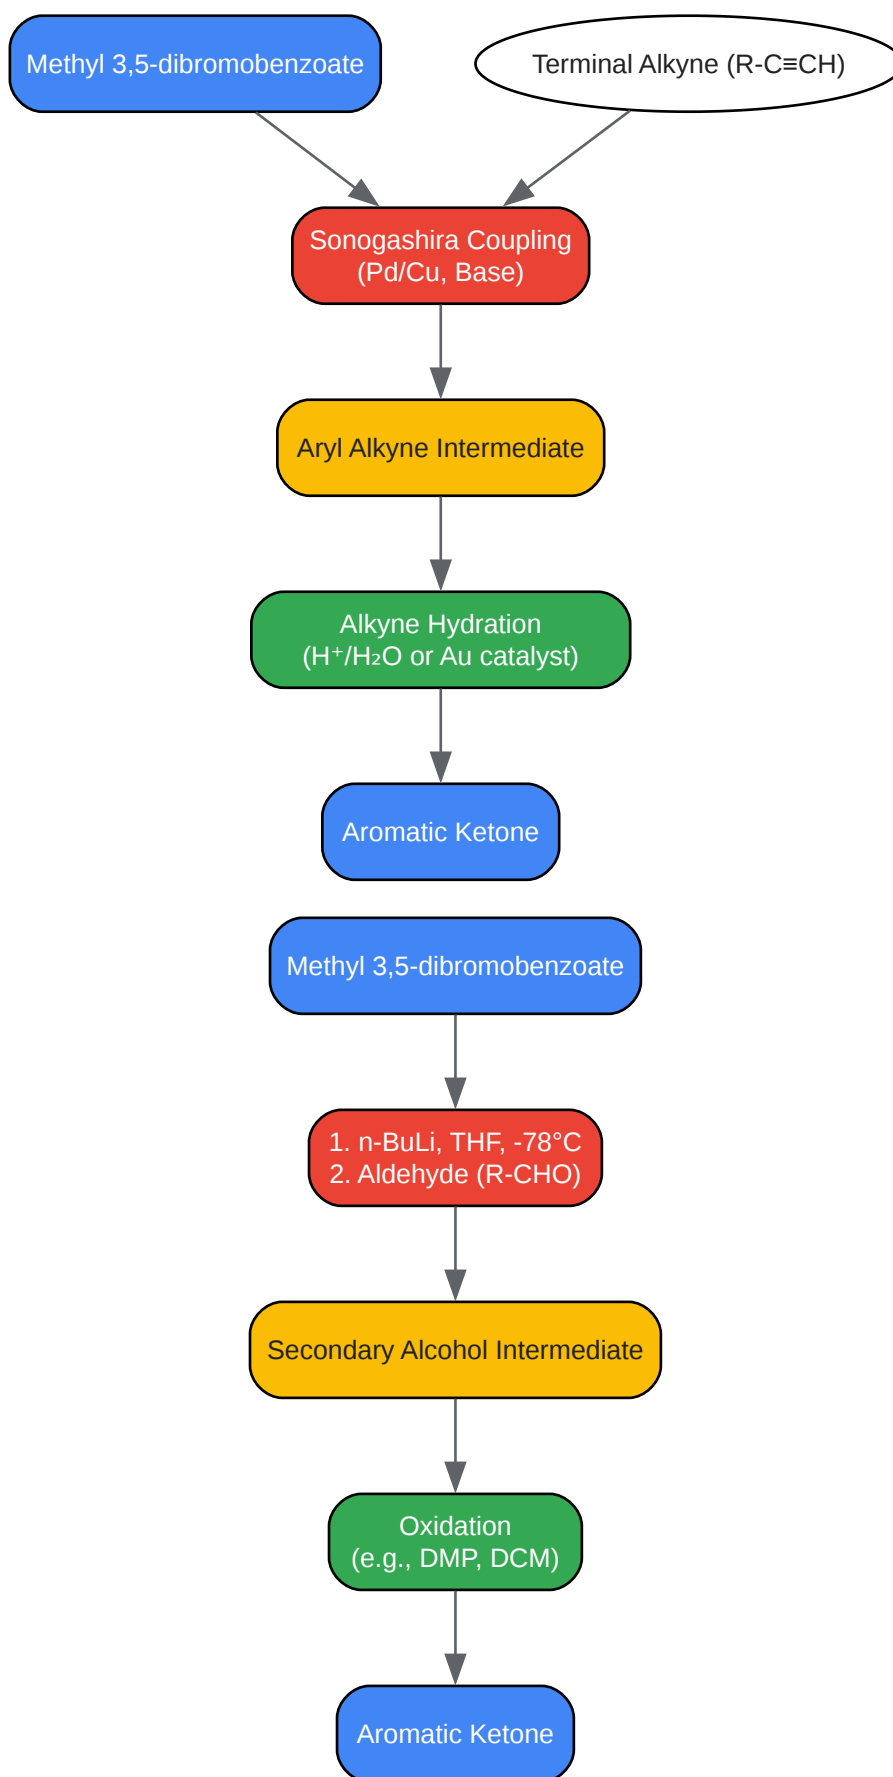 Methyl 3,5-dibromobenzoate
Terminal Alkyne (R-C≡CH)
Sonogashira Coupling
(Pd/Cu, Base)
Aryl Alkyne Intermediate
Alkyne Hydration
(H⁺/H₂O or Au catalyst)
Aromatic Ketone
Methyl 3,5-dibromobenzoate
1. n-BuLi, THF, -78°C
2. Aldehyde (R-CHO)
Secondary Alcohol Intermediate
Oxidation
(e.g., DMP, DCM)
Aromatic Ketone